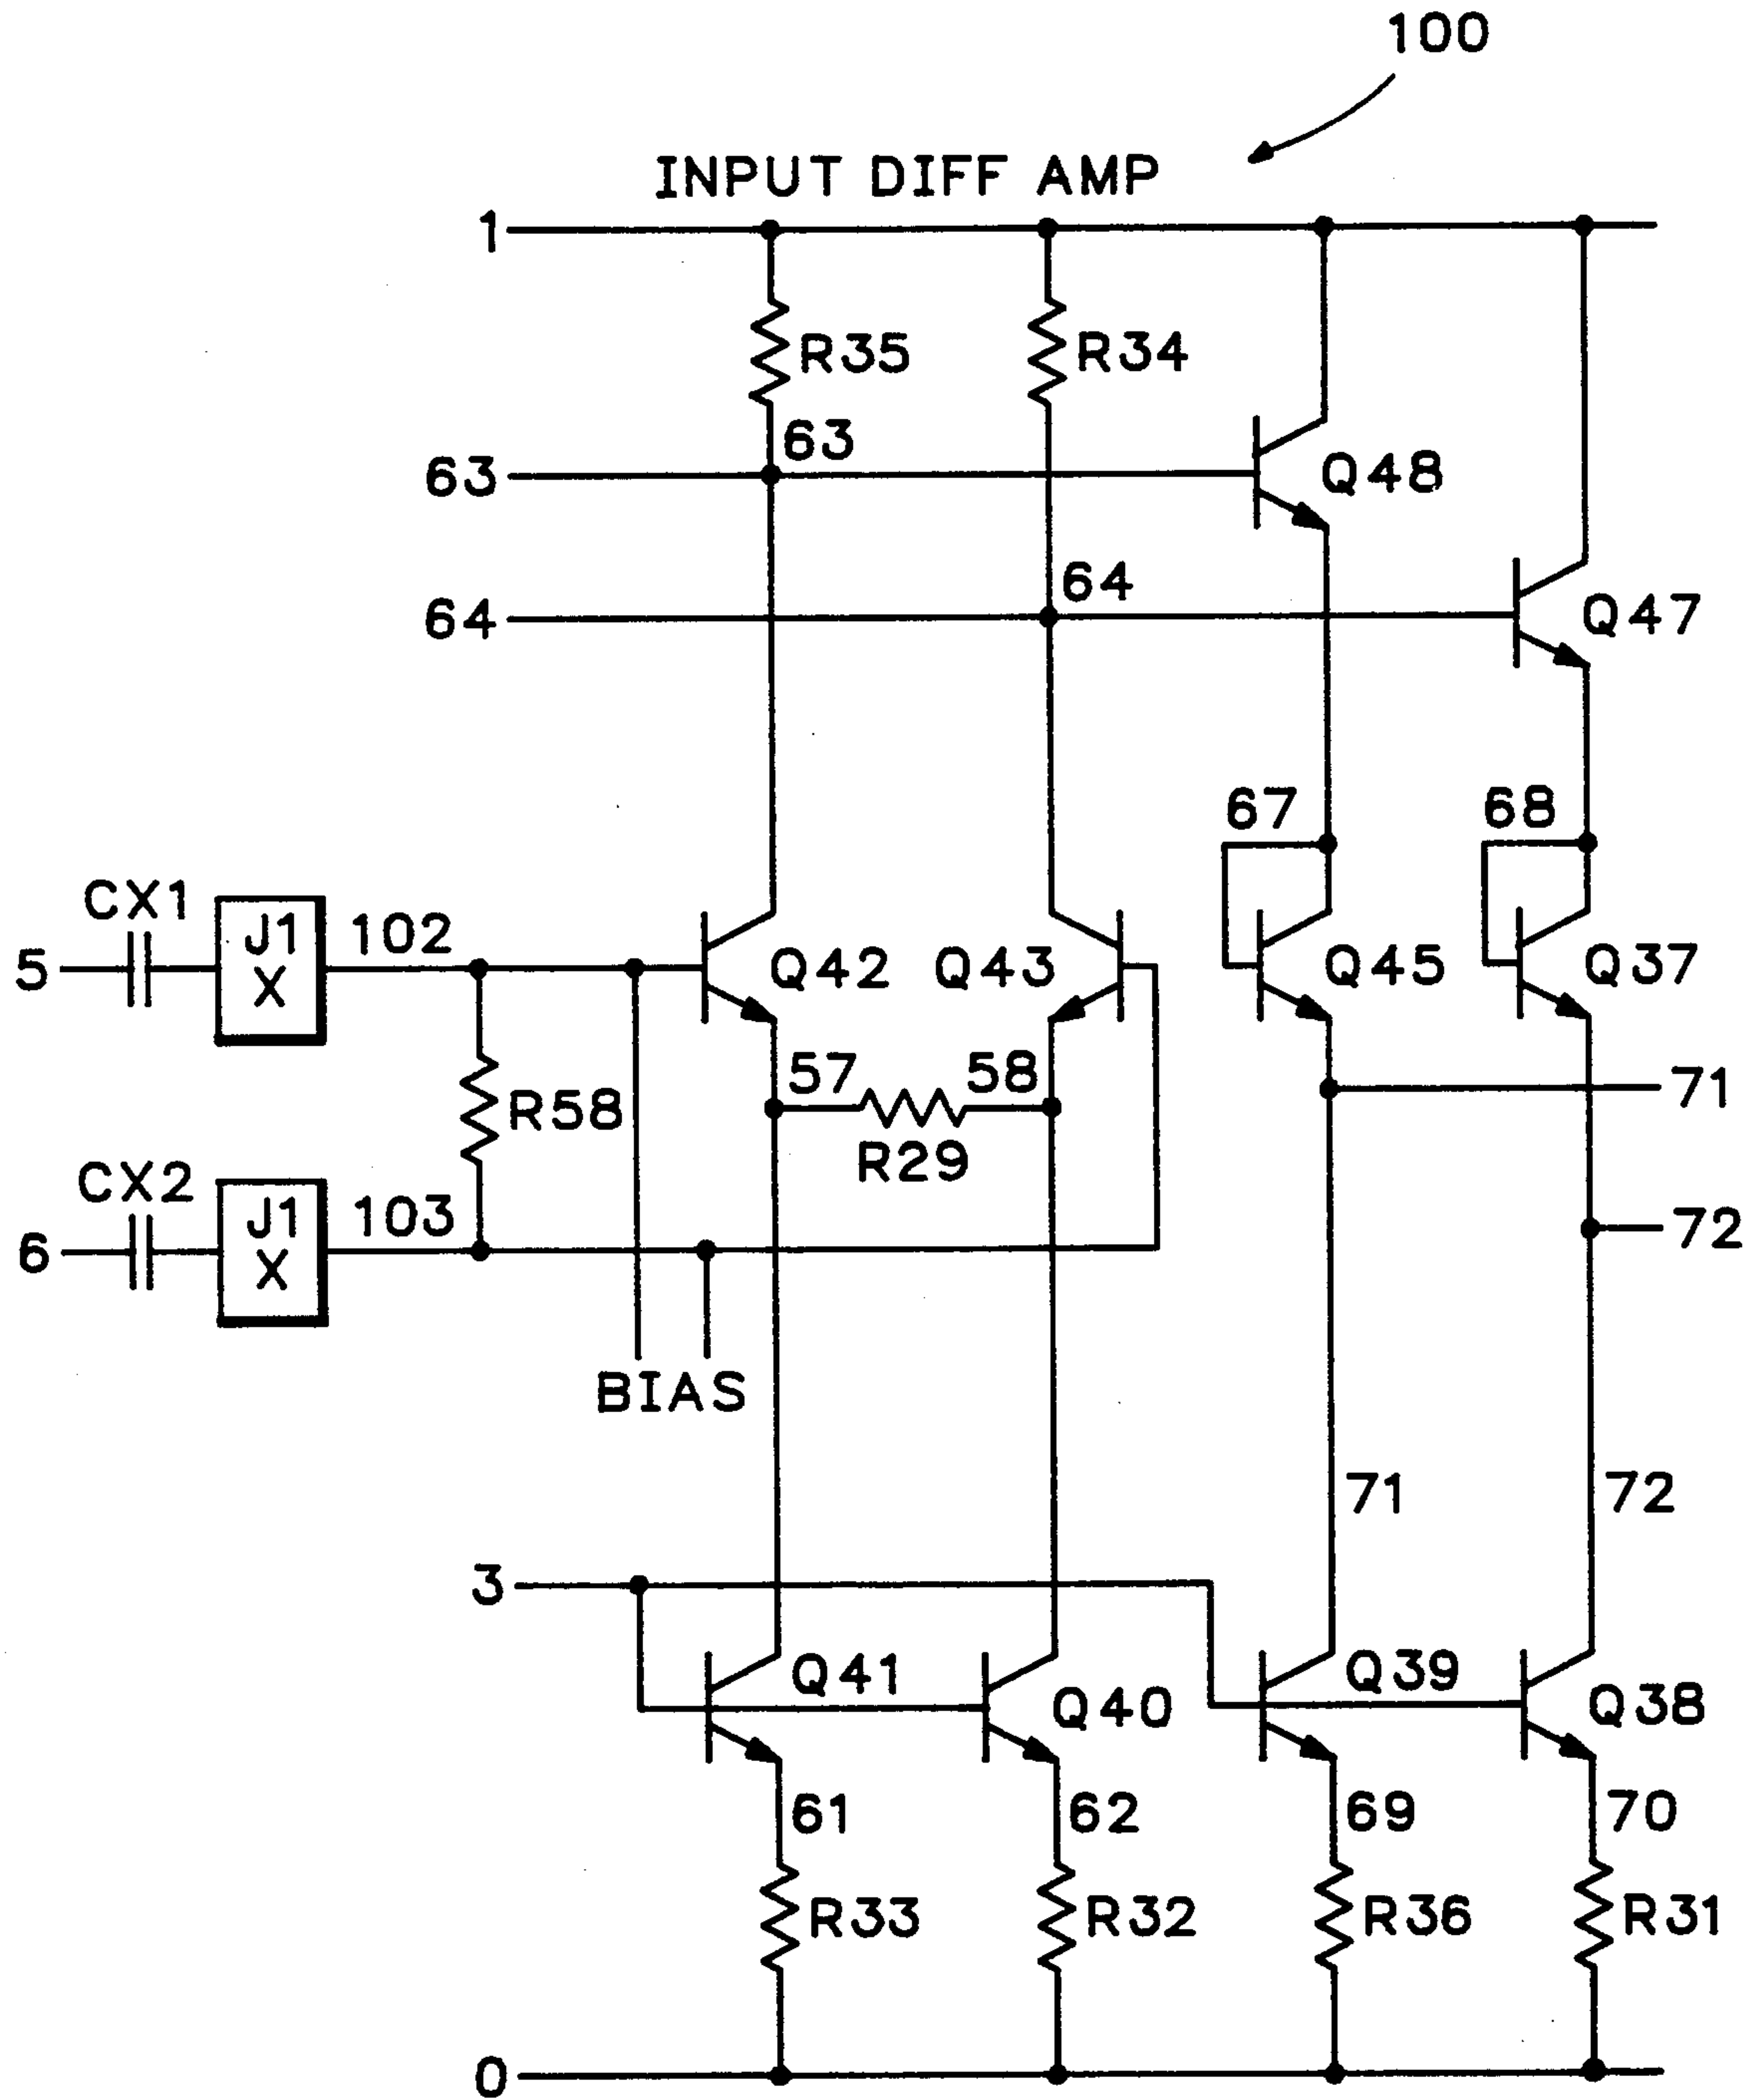 100
INPUT DIFF AMP
1
R35
R34
63
63
Q48
64
64
Q47
67
68
CX1
J1
X
102
5
Q42
Q43
Q45
Q37
57
58
71
R58
R29
CX2
J1
X
103
6
72
BIAS
71
72
3
Q41
Q40
Q39
Q38
61
62
69
70
R33
R32
R36
R31
0